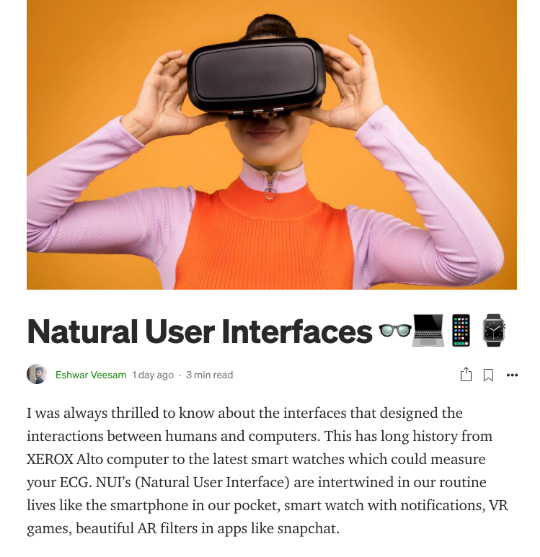 Natural User Interfaces 👓💻📱⌚
Eshwar Veesam 1 day ago · 3 min read
I was always thrilled to know about the interfaces that designed the
interactions between humans and computers. This has long history from
XEROX Alto computer to the latest smart watches which could measure
your ECG. NUI’s (Natural User Interface) are intertwined in our routine
lives like the smartphone in our pocket, smart watch with notifications, VR
games, beautiful AR filters in apps like snapchat.